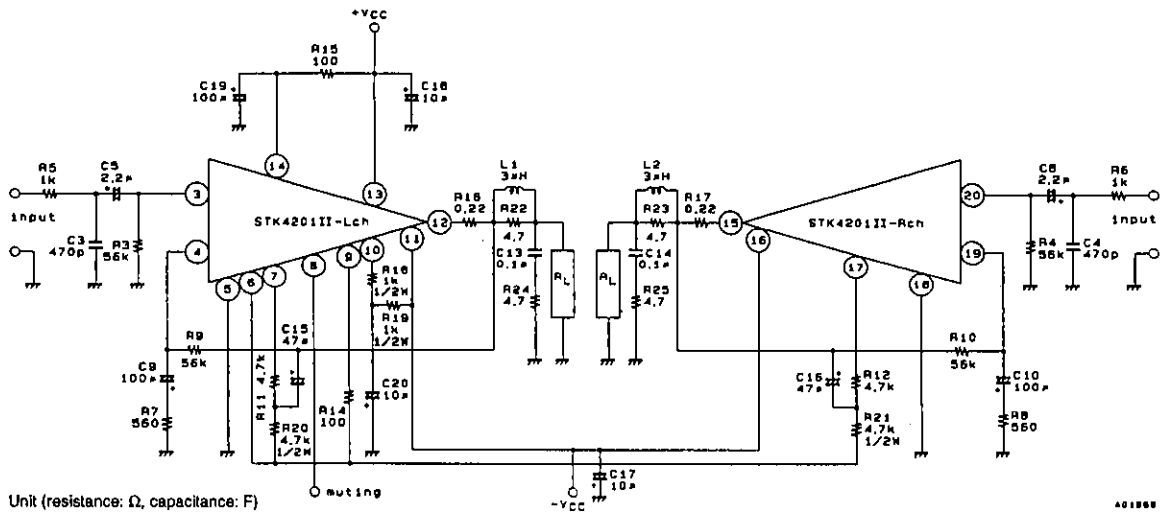 +VCC
R15
100
C19
100μ
C18
10μ
14
13
R5
1k
C5
2.2μ
input
3
C3
470p
R3
56k
4
STK4201II-Lch
12
R16
0.22
L1
3μH
R22
4.7
C13
0.1μ
R24
4.7
RL
11
10
9
8
7
6
5
R18
1k
1/2W
R19
1k
1/2W
C15
47μ
R9
56k
C9
100μ
R7
560
R11 4.7k
R20
4.7k
1/2W
R14
100
C20
10μ
muting
L2
3μH
R23
4.7
R17
0.22
C14
0.1μ
R25
4.7
RL
15
16
STK4201II-Rch
20
C6
2.2μ
R6
1k
input
R4
56k
C4
470p
19
17
18
R10
56k
C16
47μ
R12
4.7k
R21
4.7k
1/2W
C10
100μ
R8
560
C17
10μ
-VCC
Unit (resistance: Ω, capacitance: F)